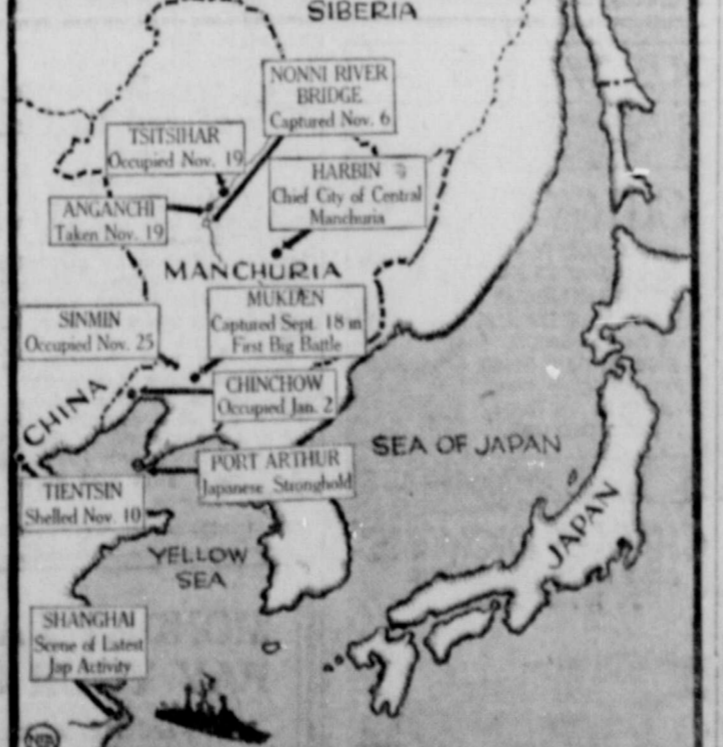 SIBERIA
NONNI RIVER
BRIDGE
Captured Nov. 6
TSITSIHAR
Occupied Nov. 19
HARBIN
Chief City of Central
Manchuria
ANGANCHI
Taken Nov. 19
MANCHURIA
MUKDEN
Captured Sept. 18 in
First Big Battle
SINMIN
Occupied Nov. 25
CHINCHOW
Occupied Jan. 2
CHINA
SEA OF JAPAN
PORT ARTHUR
Japanese Stronghold
TIENTSIN
Shelled Nov. 10
JAPAN
YELLOW
SEA
SHANGHAI
Scene of Latest
Jap Activity